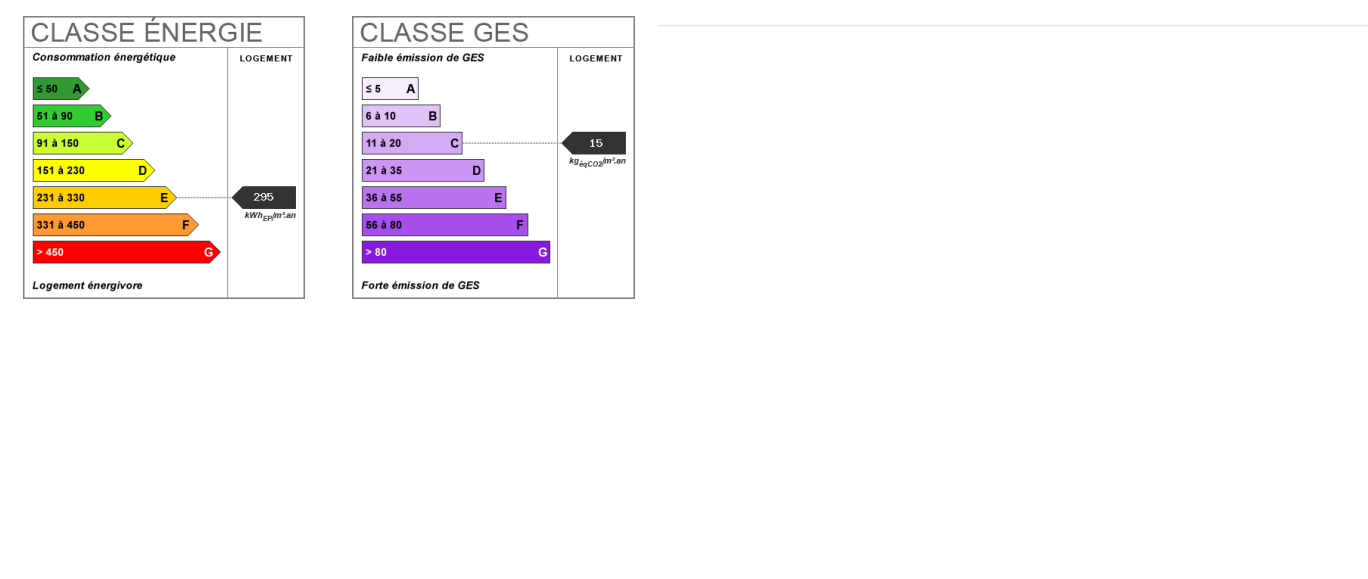 CLASSE ÉNERGIE
Consommation énergétique
LOGEMENT
≤ 50 A
51 à 90 B
91 à 150 C
151 à 230 D
231 à 330 E
295
kWhEP/m².an
331 à 450 F
> 450 G
Logement énergivore
CLASSE GES
Faible émission de GES
LOGEMENT
≤ 5 A
6 à 10 B
11 à 20 C
15
kgéqCO2/m².an
21 à 35 D
36 à 55 E
56 à 80 F
> 80 G
Forte émission de GES